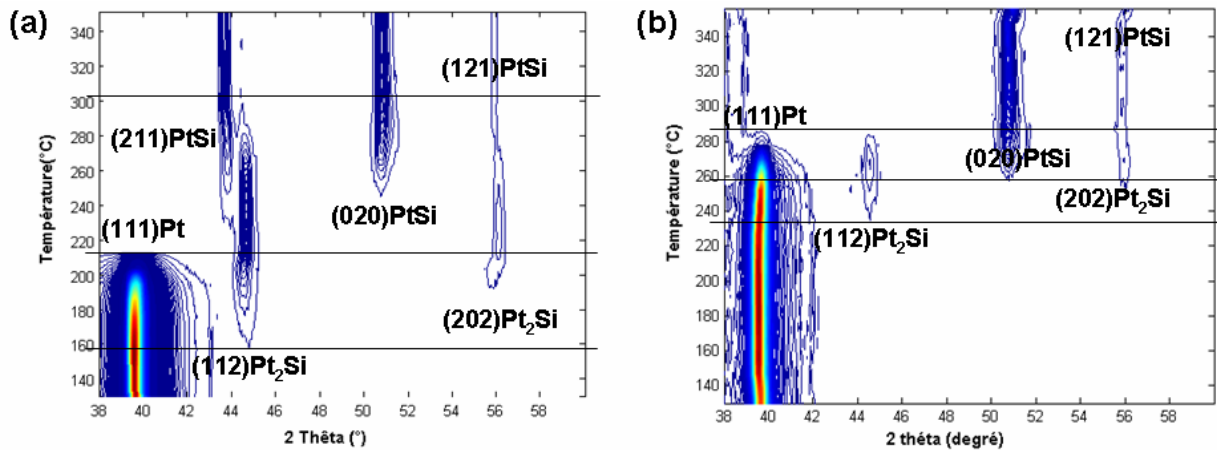 (a)
Température(°C)
340
320
300
280
260
240
220
200
180
160
140
38 40 42 44 46 48 50 52 54 56 58
2 Thêta (°)
(121)PtSi
(211)PtSi
(020)PtSi
(111)Pt
(202)Pt₂Si
(112)Pt₂Si
(b)
Température (°C)
340
320
300
280
260
240
220
200
180
160
140
38 40 42 44 46 48 50 52 54 56 58
2 théta (degré)
(121)PtSi
(111)Pt
(020)PtSi
(202)Pt₂Si
(112)Pt₂Si